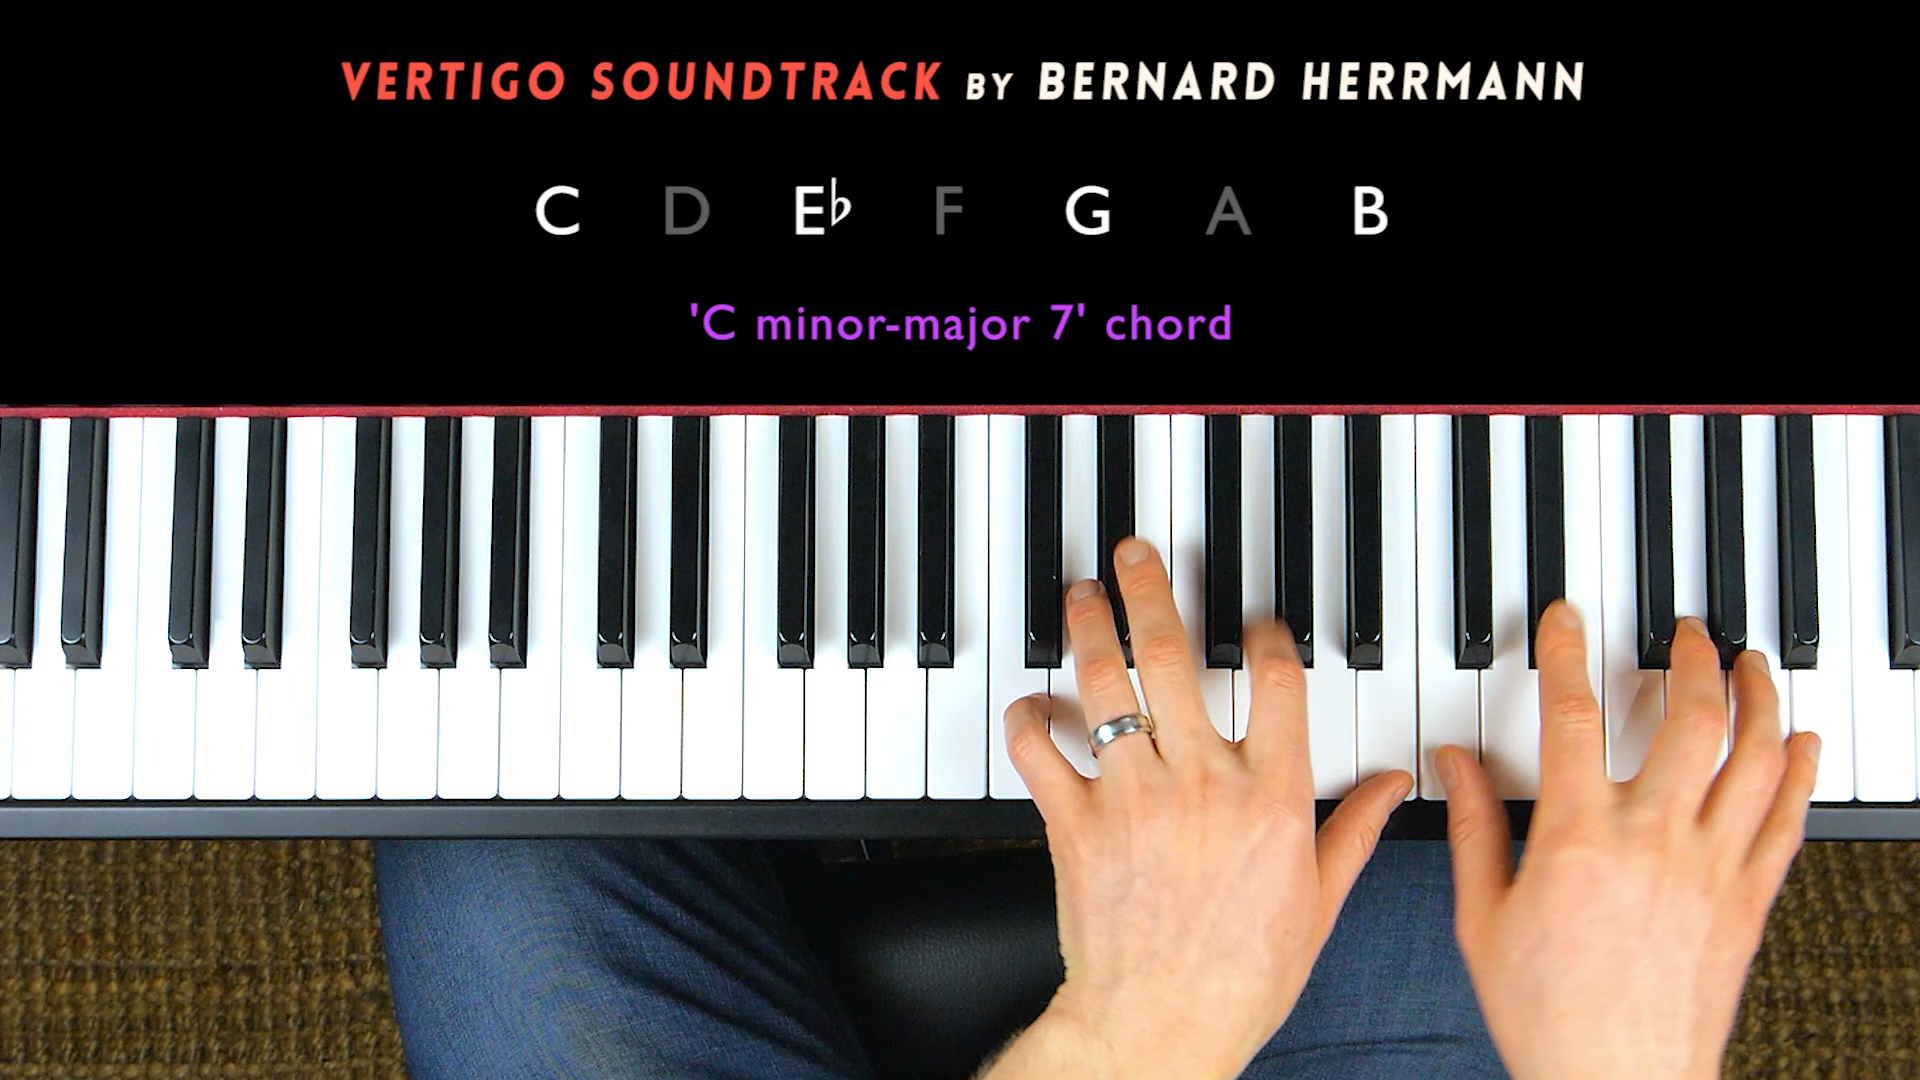 VERTIGO SOUNDTRACK BY BERNARD HERRMANN
C D E♭ F G A B
'C minor-major 7' chord